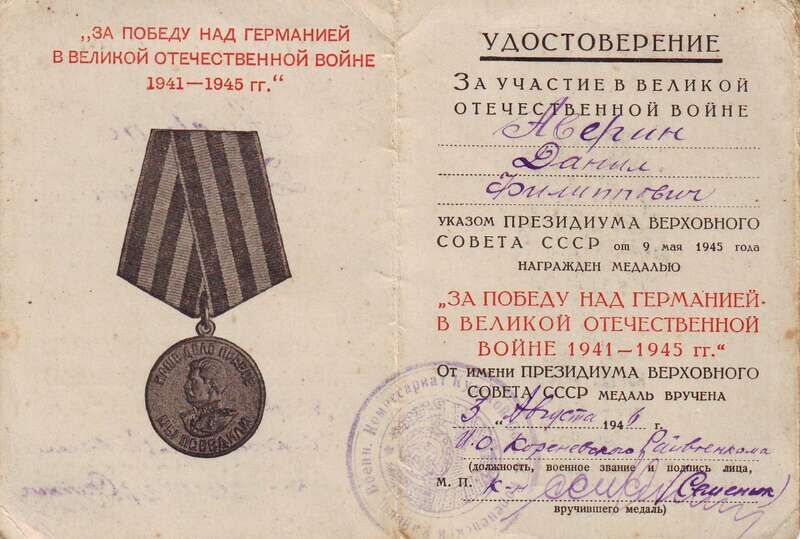 „ЗА ПОБЕДУ НАД ГЕРМАНИЕЙ
В ВЕЛИКОЙ ОТЕЧЕСТВЕННОЙ ВОЙНЕ
1941—1945 гг.“
НАШЕ ДЕЛО ПРАВОЕ
МЫ ПОБЕДИЛИ
УДОСТОВЕРЕНИЕ
ЗА УЧАСТИЕ В ВЕЛИКОЙ
ОТЕЧЕСТВЕННОЙ ВОЙНЕ
Аверин
Данил
Филиппович
УКАЗОМ ПРЕЗИДИУМА ВЕРХОВНОГО
СОВЕТА СССР от 9 мая 1945 года
НАГРАЖДЕН МЕДАЛЬЮ
„ЗА ПОБЕДУ НАД ГЕРМАНИЕЙ
В ВЕЛИКОЙ ОТЕЧЕСТВЕННОЙ
ВОЙНЕ 1941—1945 гг.“
От имени ПРЕЗИДИУМА ВЕРХОВНОГО
СОВЕТА СССР МЕДАЛЬ ВРУЧЕНА
3 „ Августа 1946 г.
И.О. Кореневского Райвоенкома
(должность, военное звание и подпись лица,
М. П. к-н
вручившего медаль)
Военн. Комиссариат